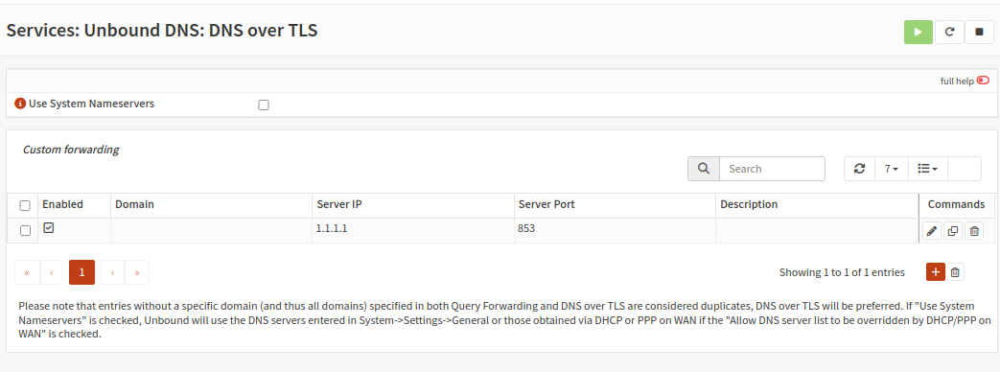 Services: Unbound DNS: DNS over TLS
full help
Use System Nameservers
Custom forwarding
Search
7
Enabled Domain Server IP Server Port Description Commands
1.1.1.1 853
« ‹ 1 › » Showing 1 to 1 of 1 entries
Please note that entries without a specific domain (and thus all domains) specified in both Query Forwarding and DNS over TLS are considered duplicates, DNS over TLS will be preferred. If "Use System
Nameservers" is checked, Unbound will use the DNS servers entered in System->Settings->General or those obtained via DHCP or PPP on WAN if the "Allow DNS server list to be overridden by DHCP/PPP on
WAN" is checked.